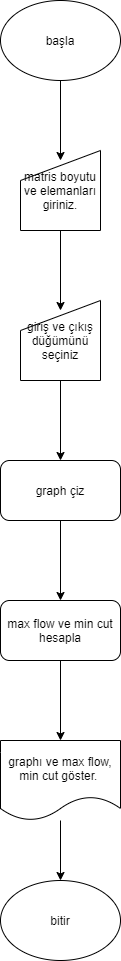 başla
matris boyutu
ve elemanları
giriniz.
giriş ve çıkış
düğümünü
seçiniz
graph çiz
max flow ve min cut
hesapla
graphı ve max flow,
min cut göster.
bitir